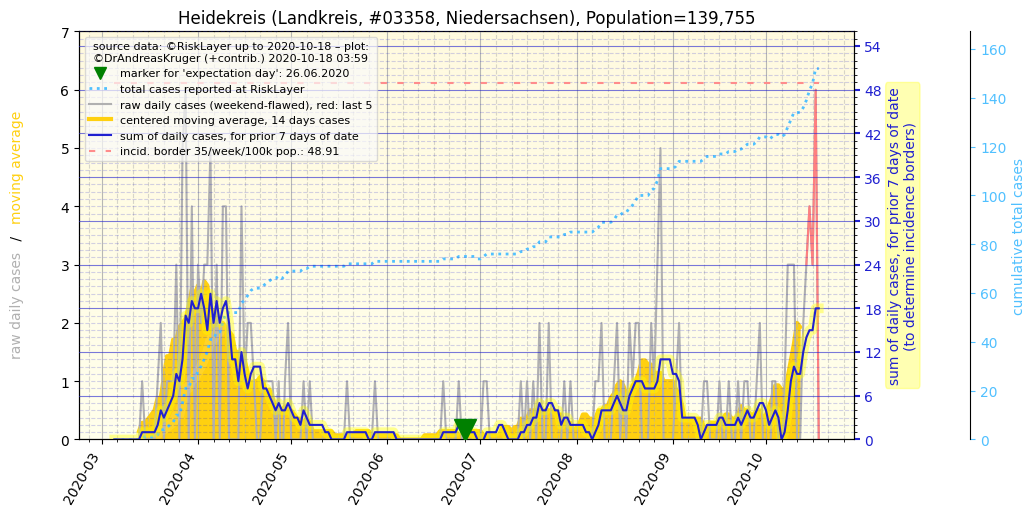 Heidekreis (Landkreis, #03358, Niedersachsen), Population=139,755
source data: ©RiskLayer up to 2020-10-18 – plot:
©DrAndreasKruger (+contrib.) 2020-10-18 03:59
marker for 'expectation day': 26.06.2020
total cases reported at RiskLayer
raw daily cases (weekend-flawed), red: last 5
centered moving average, 14 days cases
sum of daily cases, for prior 7 days of date
incid. border 35/week/100k pop.: 48.91
raw daily cases / moving average
7
6
5
4
3
2
1
0
2020-03
2020-04
2020-05
2020-06
2020-07
2020-08
2020-09
2020-10
54
48
42
36
30
24
18
12
6
0
sum of daily cases, for prior 7 days of date
(to determine incidence borders)
160
140
120
100
80
60
40
20
0
cumulative total cases